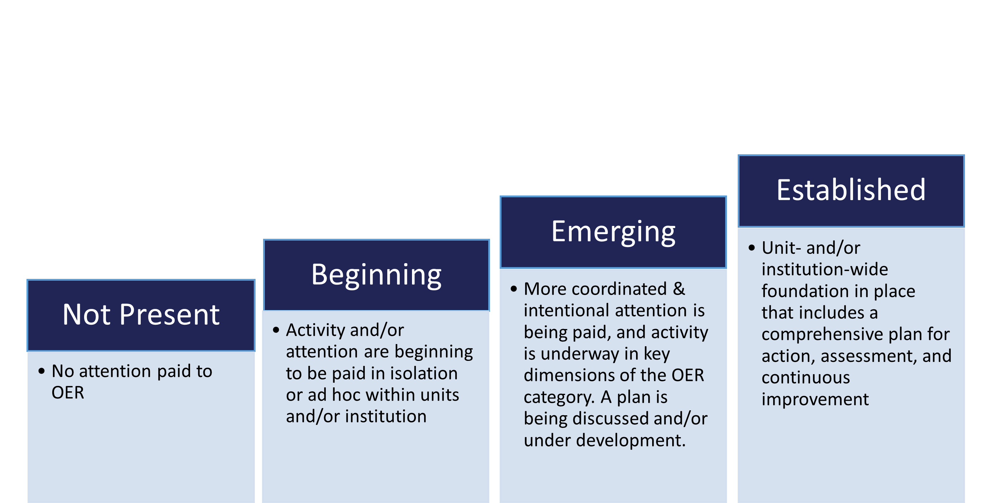 Not Present
• No attention paid to
OER
Beginning
• Activity and/or
attention are beginning
to be paid in isolation
or ad hoc within units
and/or institution
Emerging
• More coordinated &
intentional attention is
being paid, and activity
is underway in key
dimensions of the OER
category. A plan is
being discussed and/or
under development.
Established
• Unit- and/or
institution-wide
foundation in place
that includes a
comprehensive plan for
action, assessment, and
continuous
improvement